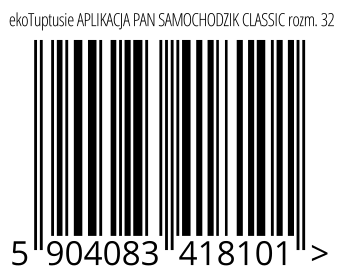 ekoTuptusie APLIKACJA PAN SAMOCHODZIK CLASSIC rozm. 32
5 904083 418101 >